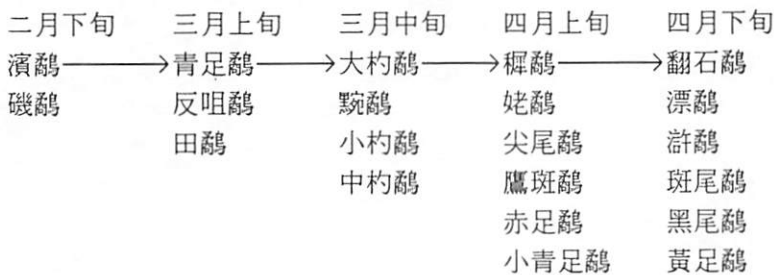 二月下旬 三月上旬 三月中旬 四月上旬 四月下旬
濱鷸 → 青足鷸 → 大杓鷸 → 穉鷸 → 翻石鷸
磯鷸 反咀鷸 黦鷸 姥鷸 漂鷸
田鷸 小杓鷸 尖尾鷸 滸鷸
中杓鷸 鷹斑鷸 斑尾鷸
赤足鷸 黑尾鷸
小青足鷸 黃足鷸